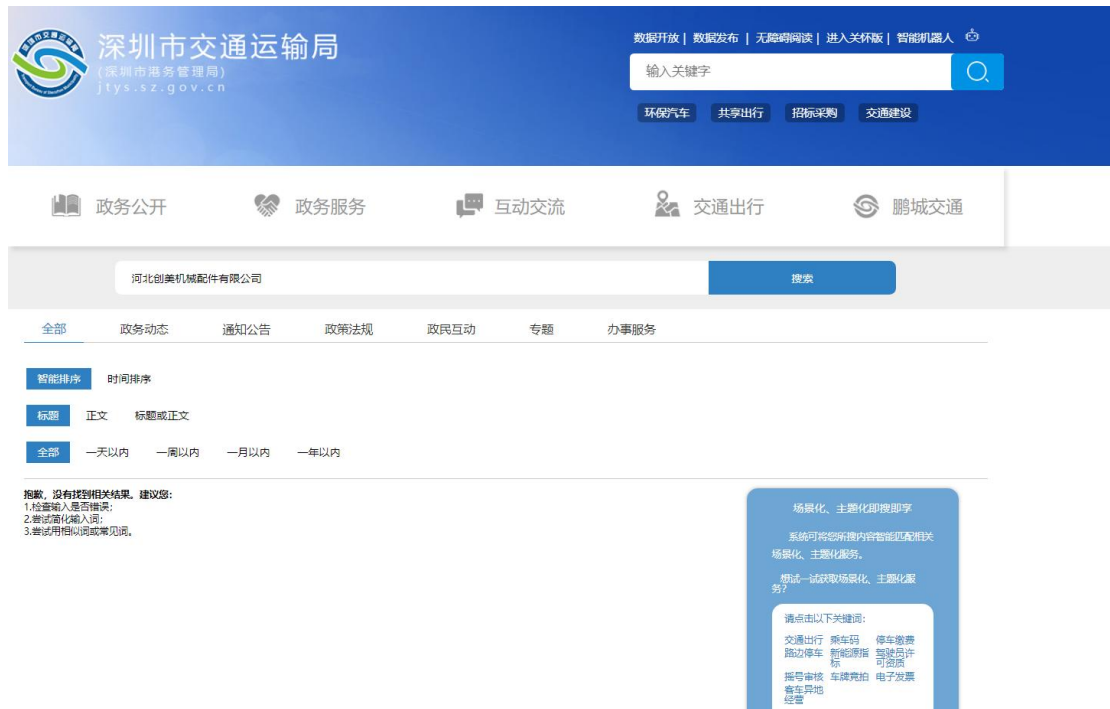 深圳市交通运输局
(深圳市港务管理局)
jtys.sz.gov.cn
数据开放 | 数据发布 | 无障碍阅读 | 进入关怀版 | 智能机器人
输入关键字
环保汽车 共享出行 招标采购 交通建设
政务公开 政务服务 互动交流 交通出行 鹏城交通
河北创美机械配件有限公司 搜索
全部 政务动态 通知公告 政策法规 政民互动 专题 办事服务
智能排序 时间排序
标题 正文 标题或正文
全部 一天以内 一周以内 一月以内 一年以内
抱歉，没有找到相关结果。建议您：
1.检查输入是否错误;
2.尝试简化输入词;
3.尝试用相似词或常见词。
场景化、主题化即搜即享
系统可将您所搜内容智能匹配相关
场景化、主题化服务。
想试一试获取场景化、主题化服
务?
请点击以下关键词:
交通出行 乘车码 停车缴费
路边停车 新能源指 驾驶员许
标 可资质
摇号审核 车牌竞拍 电子发票
客车异地
经营